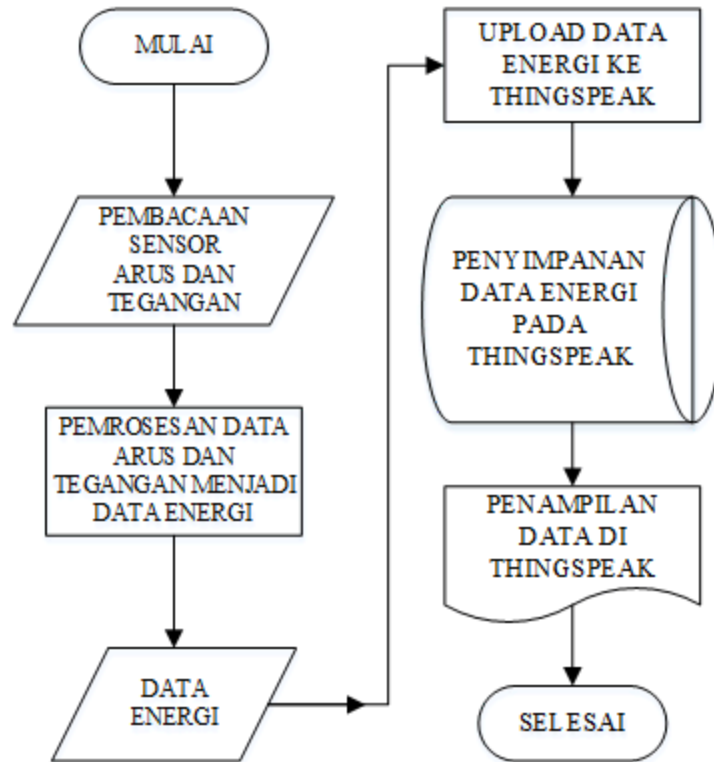 MULAI
PEMBACAAN
SENSOR
ARUS DAN
TEGANGAN
PEMROSESAN DATA
ARUS DAN
TEGANGAN MENJADI
DATA ENERGI
DATA
ENERGI
UPLOAD DATA
ENERGI KE
THINGSPEAK
PENYIMPANAN
DATA ENERGI
PADA
THINGSPEAK
PENAMPILAN
DATA DI
THINGSPEAK
SELESAI